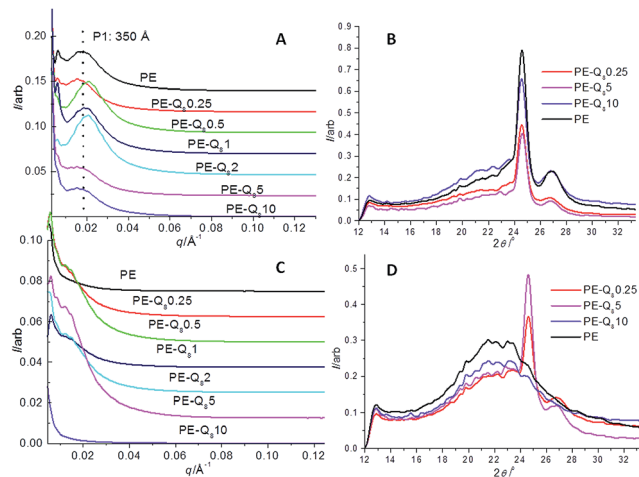 P1: 350 Å
A
PE
PE-Q₈0.25
PE-Q₈0.5
PE-Q₈1
PE-Q₈2
PE-Q₈5
PE-Q₈10
I/arb
0.20
0.15
0.10
0.05
0.00 0.02 0.04 0.06 0.08 0.10 0.12
q/Å⁻¹
B
PE-Q₈0.25
PE-Q₈5
PE-Q₈10
PE
I/arb
0.9
0.8
0.7
0.6
0.5
0.4
0.3
0.2
0.1
0.0
12 14 16 18 20 22 24 26 28 30 32
2θ/°
C
PE
PE-Q₈0.25
PE-Q₈0.5
PE-Q₈1
PE-Q₈2
PE-Q₈5
PE-Q₈10
I/arb
0.10
0.08
0.06
0.04
0.02
0.00
0.02 0.04 0.06 0.08 0.10 0.12
q/Å⁻¹
D
PE-Q₈0.25
PE-Q₈5
PE-Q₈10
PE
I/arb
0.5
0.4
0.3
0.2
0.1
0.0
12 14 16 18 20 22 24 26 28 30 32
2θ/°